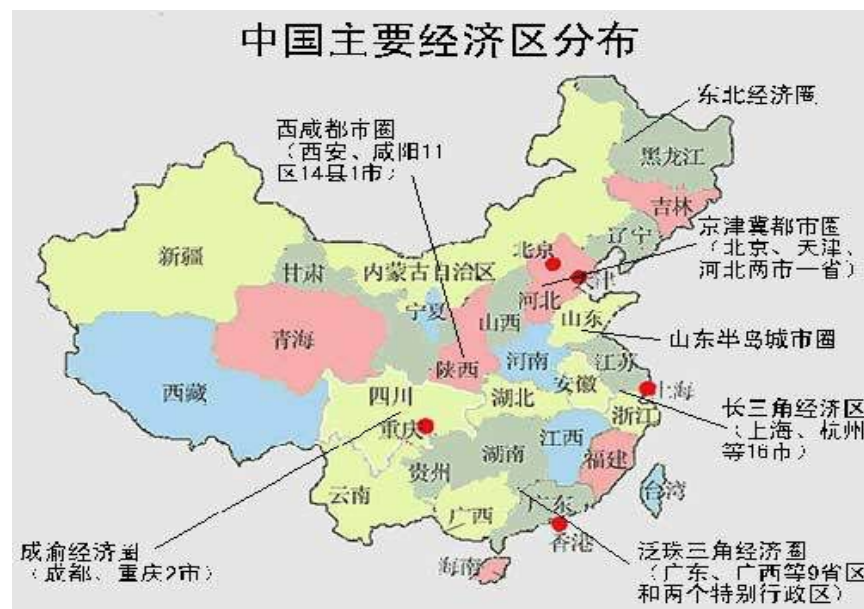 中国主要经济区分布
东北经济圈
西咸都市圈
（西安、咸阳11
区14县1市）
黑龙江
吉林
京津冀都市圈
（北京、天津、
河北两市一省）
辽宁
北京
天津
新疆
甘肃
内蒙古自治区
宁夏
河北
山西
山东
青海
山东半岛城市圈
陕西
河南
江苏
西藏
四川
安徽
上海
湖北
浙江
长三角经济区
（上海、杭州
等16市）
重庆
江西
湖南
福建
贵州
云南
广西
广东
台湾
香港
海南
成渝经济圈
（成都、重庆2市）
泛珠三角经济圈
（广东、广西等9省区
和两个特别行政区）